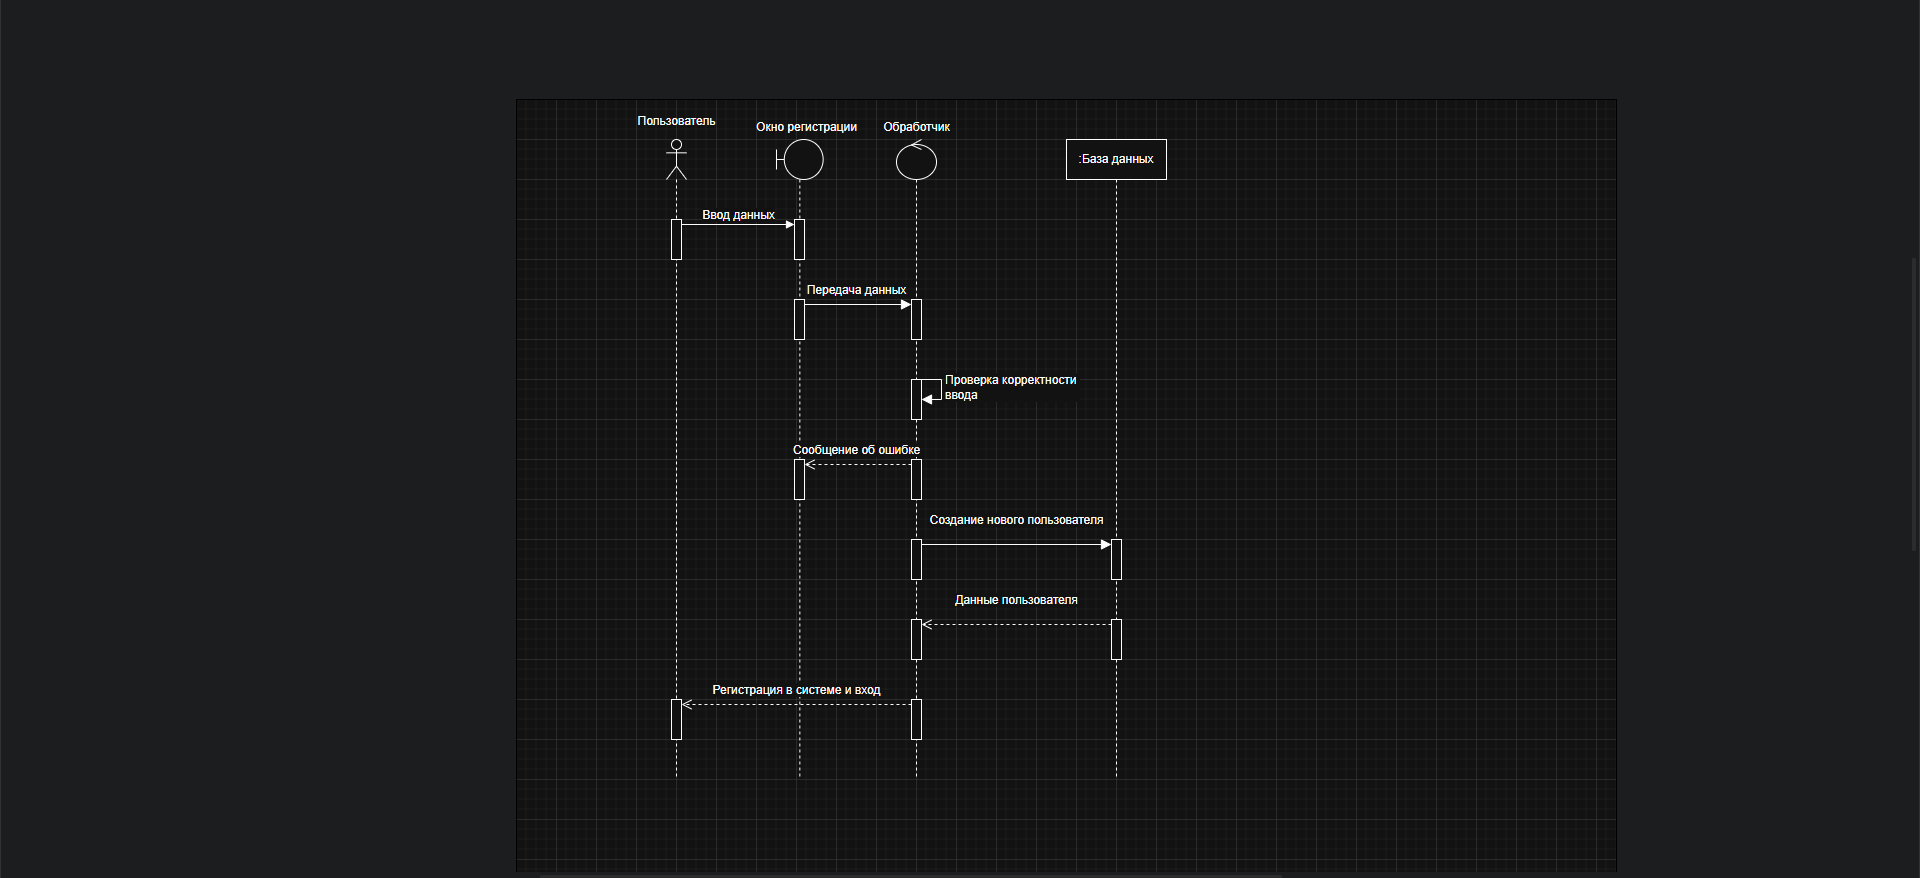 Пользователь
Окно регистрации
Обработчик
:База данных
Ввод данных
Передача данных
Проверка корректности
ввода
Сообщение об ошибке
Создание нового пользователя
Данные пользователя
Регистрация в системе и вход